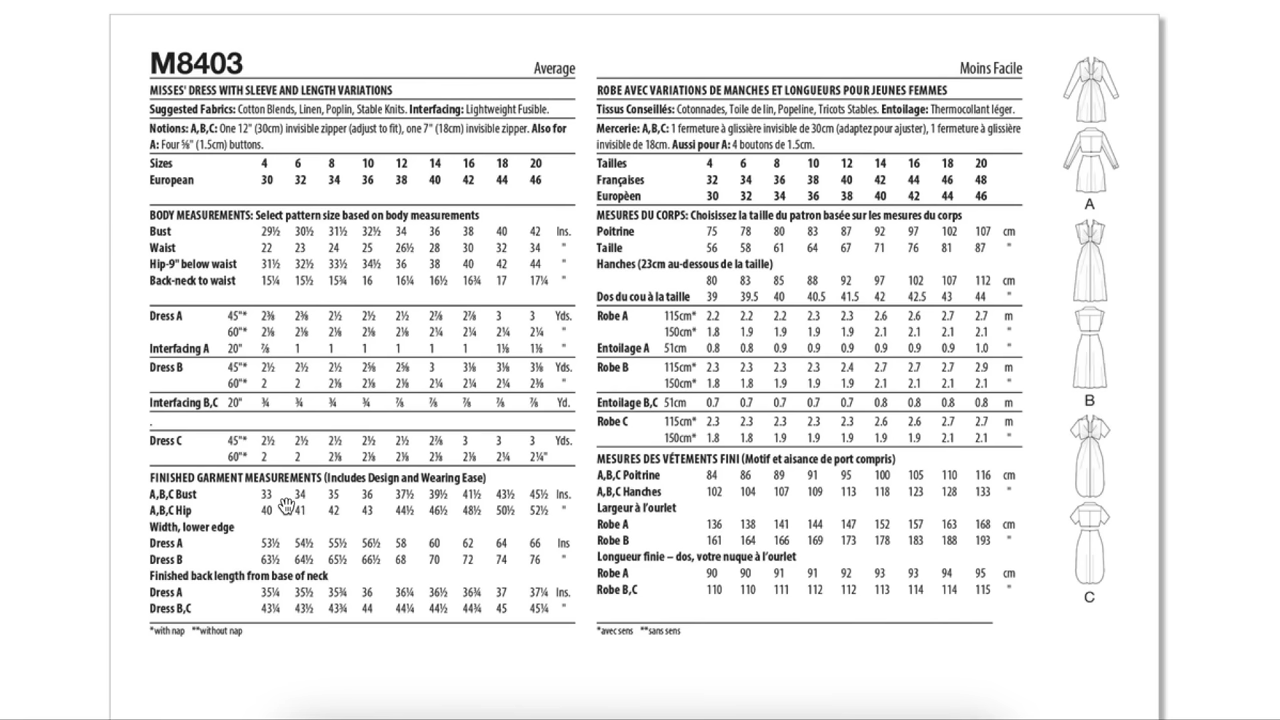 M8403
Average
MISSES' DRESS WITH SLEEVE AND LENGTH VARIATIONS
Suggested Fabrics: Cotton Blends, Linen, Poplin, Stable Knits. Interfacing: Lightweight Fusible.
Notions: A,B,C: One 12" (30cm) invisible zipper (adjust to fit), one 7" (18cm) invisible zipper. Also for
A: Four ⅝" (1.5cm) buttons.
Sizes 4 6 8 10 12 14 16 18 20
European 30 32 34 36 38 40 42 44 46
BODY MEASUREMENTS: Select pattern size based on body measurements
Bust 29½ 30½ 31½ 32½ 34 36 38 40 42 Ins.
Waist 22 23 24 25 26½ 28 30 32 34 "
Hip-9" below waist 31½ 32½ 33½ 34½ 36 38 40 42 44 "
Back-neck to waist 15¼ 15½ 15¾ 16 16¼ 16½ 16¾ 17 17¼ "
Dress A 45"* 2⅜ 2⅜ 2½ 2½ 2½ 2⅞ 2⅞ 3 3 Yds.
60"* 2⅛ 2⅛ 2⅛ 2⅛ 2⅛ 2¼ 2¼ 2¼ 2¼ "
Interfacing A 20" ⅞ 1 1 1 1 1 1 1⅛ 1⅛ "
Dress B 45"* 2½ 2½ 2½ 2⅝ 2⅝ 3 3⅛ 3⅛ 3⅛ Yds.
60"* 2 2 2⅛ 2⅛ 2⅛ 2¼ 2¼ 2¼ 2⅜ "
Interfacing B,C 20" ¾ ¾ ¾ ¾ ⅞ ⅞ ⅞ ⅞ ⅞ Yd.
.
Dress C 45"* 2½ 2½ 2½ 2½ 2½ 2⅞ 3 3 3 Yds.
60"* 2 2 2⅛ 2⅛ 2⅛ 2⅛ 2⅛ 2¼ 2¼"
FINISHED GARMENT MEASUREMENTS (Includes Design and Wearing Ease)
A,B,C Bust 33 34 35 36 37½ 39½ 41½ 43½ 45½ Ins.
A,B,C Hip 40 41 42 43 44½ 46½ 48½ 50½ 52½ "
Width, lower edge
Dress A 53½ 54½ 55½ 56½ 58 60 62 64 66 Ins
Dress B 63½ 64½ 65½ 66½ 68 70 72 74 76 "
Finished back length from base of neck
Dress A 35¼ 35½ 35¾ 36 36¼ 36½ 36¾ 37 37¼ Ins.
Dress B,C 43¼ 43½ 43¾ 44 44¼ 44½ 44¾ 45 45¼ "
*with nap **without nap
Moins Facile
ROBE AVEC VARIATIONS DE MANCHES ET LONGUEURS POUR JEUNES FEMMES
Tissus Conseillés: Cotonnades, Toile de lin, Popeline, Tricots Stables. Entoilage: Thermocollant léger.
Mercerie: A,B,C: 1 fermeture à glissière invisible de 30cm (adaptez pour ajuster), 1 fermeture à glissière
invisible de 18cm. Aussi pour A: 4 boutons de 1.5cm.
Tailles 4 6 8 10 12 14 16 18 20
Françaises 32 34 36 38 40 42 44 46 48
Europèen 30 32 34 36 38 40 42 44 46
MESURES DU CORPS: Choisissez la taille du patron basée sur les mesures du corps
Poitrine 75 78 80 83 87 92 97 102 107 cm
Taille 56 58 61 64 67 71 76 81 87 "
Hanches (23cm au-dessous de la taille)
80 83 85 88 92 97 102 107 112 cm
Dos du cou à la taille 39 39.5 40 40.5 41.5 42 42.5 43 44 "
Robe A 115cm* 2.2 2.2 2.2 2.3 2.3 2.6 2.6 2.7 2.7 m
150cm* 1.8 1.9 1.9 1.9 1.9 2.1 2.1 2.1 2.1 "
Entoilage A 51cm 0.8 0.8 0.9 0.9 0.9 0.9 0.9 0.9 1.0 "
Robe B 115cm* 2.3 2.3 2.3 2.3 2.4 2.7 2.7 2.7 2.9 m
150cm* 1.8 1.8 1.9 1.9 1.9 2.1 2.1 2.1 2.1 "
Entoilage B,C 51cm 0.7 0.7 0.7 0.7 0.7 0.8 0.8 0.8 0.8 m
Robe C 115cm* 2.3 2.3 2.3 2.3 2.3 2.6 2.6 2.7 2.7 m
150cm* 1.8 1.8 1.9 1.9 1.9 1.9 1.9 2.1 2.1 "
MESURES DES VÉTEMENTS FINI (Motif et aisance de port compris)
A,B,C Poitrine 84 86 89 91 95 100 105 110 116 cm
A,B,C Hanches 102 104 107 109 113 118 123 128 133 "
Largeur à l'ourlet
Robe A 136 138 141 144 147 152 157 163 168 cm
Robe B 161 164 166 169 173 178 183 188 193 "
Longueur finie – dos, votre nuque à l'ourlet
Robe A 90 90 91 91 92 93 93 94 95 cm
Robe B,C 110 110 111 112 112 113 114 114 115 "
*avec sens **sans sens
A
B
C